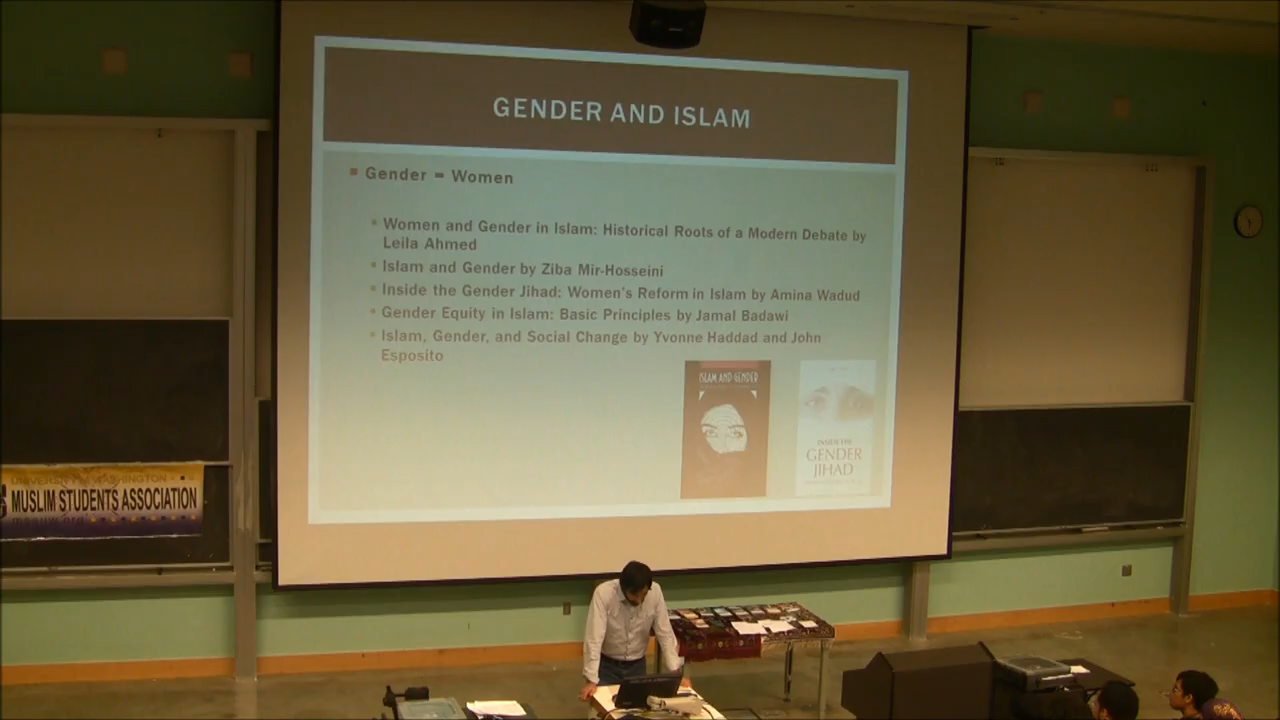 GENDER AND ISLAM
Gender = Women
Women and Gender in Islam: Historical Roots of a Modern Debate by
Leila Ahmed
Islam and Gender by Ziba Mir-Hosseini
Inside the Gender Jihad: Women's Reform in Islam by Amina Wadud
Gender Equity in Islam: Basic Principles by Jamal Badawi
Islam, Gender, and Social Change by Yvonne Haddad and John
Esposito
ISLAM AND GENDER
INSIDE THE
GENDER
JIHAD
UNIVERSITY OF WASHINGTON
MUSLIM STUDENTS ASSOCIATION